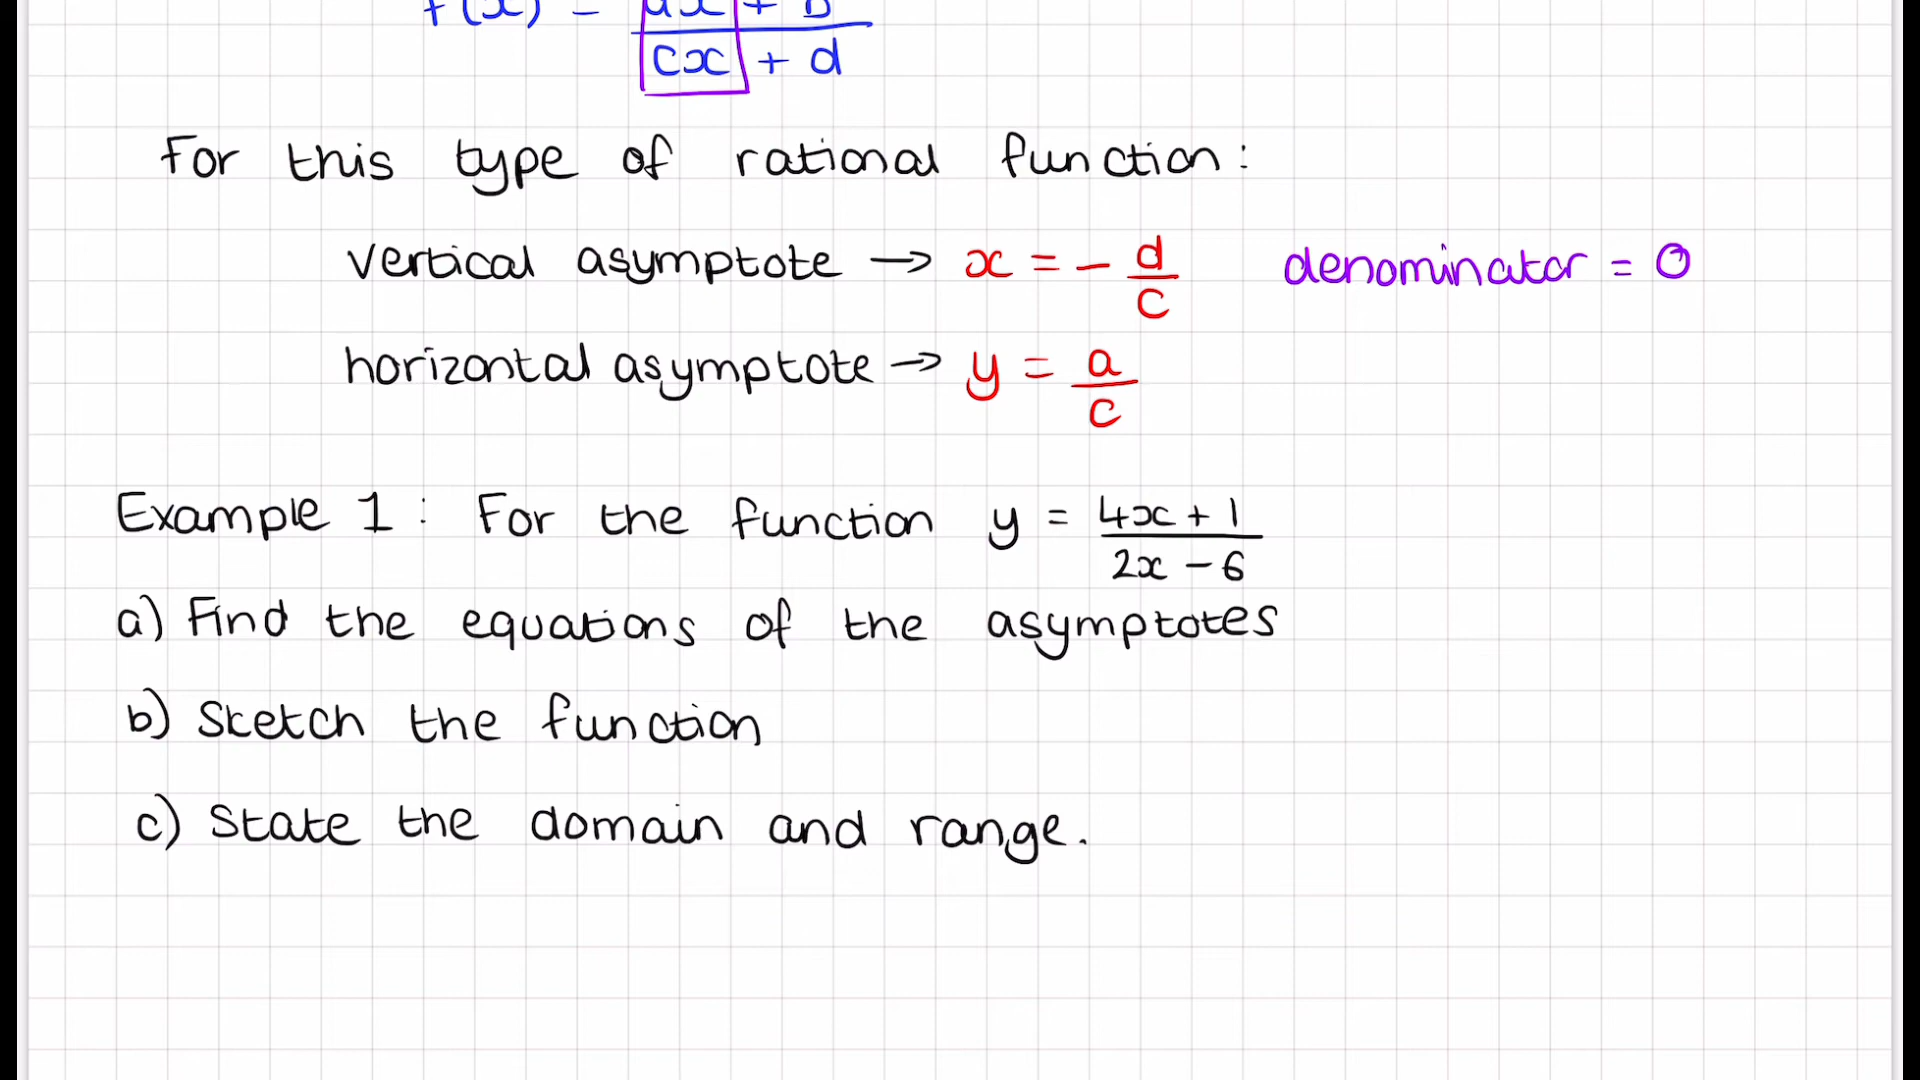 f(x) = ax + b
cx + d
For this type of rational function:
vertical asymptote → x = - d/c denominator = 0
horizontal asymptote → y = a/c
Example 1: For the function y = 4x + 1 / 2x - 6
a) Find the equations of the asymptotes
b) Sketch the function
c) State the domain and range.